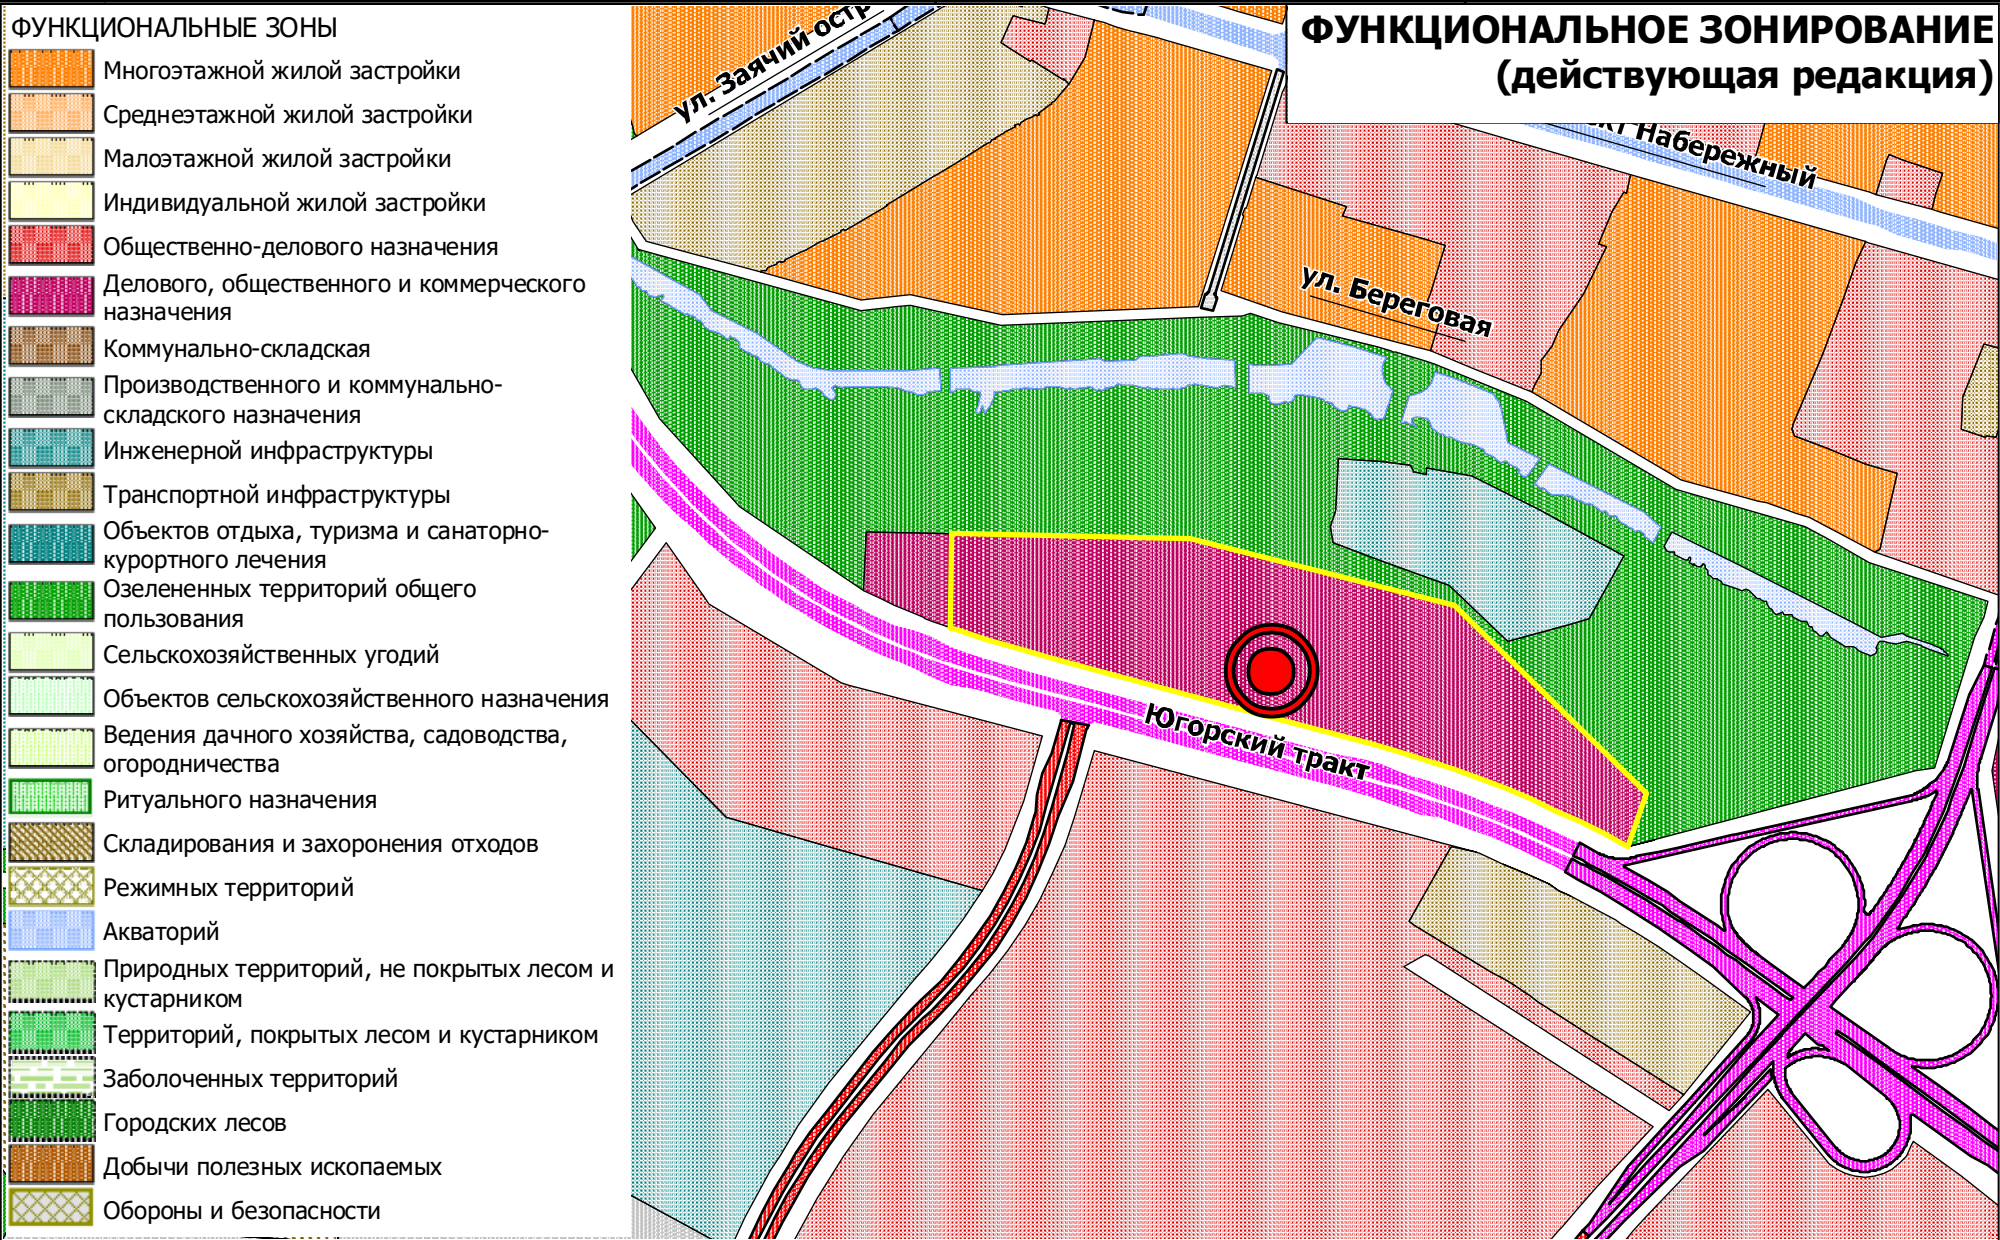 ФУНКЦИОНАЛЬНЫЕ ЗОНЫ
Многоэтажной жилой застройки
Среднеэтажной жилой застройки
Малоэтажной жилой застройки
Индивидуальной жилой застройки
Общественно-делового назначения
Делового, общественного и коммерческого
назначения
Коммунально-складская
Производственного и коммунально-
складского назначения
Инженерной инфраструктуры
Транспортной инфраструктуры
Объектов отдыха, туризма и санаторно-
курортного лечения
Озелененных территорий общего
пользования
Сельскохозяйственных угодий
Объектов сельскохозяйственного назначения
Ведения дачного хозяйства, садоводства,
огородничества
Ритуального назначения
Складирования и захоронения отходов
Режимных территорий
Акваторий
Природных территорий, не покрытых лесом и
кустарником
Территорий, покрытых лесом и кустарником
Заболоченных территорий
Городских лесов
Добычи полезных ископаемых
Обороны и безопасности
ФУНКЦИОНАЛЬНОЕ ЗОНИРОВАНИЕ
(действующая редакция)
ул. Заячий остр
Набережный
ул. Береговая
Югорский тракт